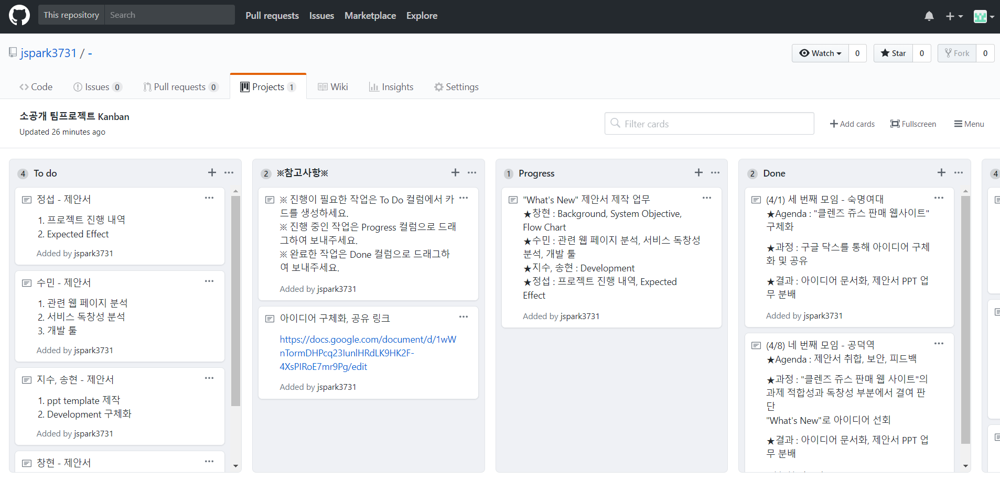 This repository Search Pull requests Issues Marketplace Explore
jspark3731 / -
Watch 0 Star 0 Fork 0
Code Issues 0 Pull requests 0 Projects 1 Wiki Insights Settings
소공개 팀프로젝트 Kanban
Updated 26 minutes ago
Filter cards
Add cards Fullscreen Menu
4 To do
정섭 - 제안서
1. 프로젝트 진행 내역
2. Expected Effect
Added by jspark3731
수민 - 제안서
1. 관련 웹 페이지 분석
2. 서비스 독창성 분석
3. 개발 툴
Added by jspark3731
지수, 송현 - 제안서
1. ppt template 제작
2. Development 구체화
Added by jspark3731
창현 - 제안서
2 ※참고사항※
※ 진행이 필요한 작업은 To Do 컬럼에서 카
드를 생성하세요.
※ 진행 중인 작업은 Progress 컬럼으로 드래
그하여 보내주세요.
※ 완료한 작업은 Done 컬럼으로 드래그하
여 보내주세요.
Added by jspark3731
아이디어 구체화, 공유 링크
https://docs.google.com/document/d/1wW
nTormDHPcq23IunlHRdLK9HK2F-
4XsPIRoE7mr9Pg/edit
Added by jspark3731
1 Progress
"What's New" 제안서 제작 업무
★창현 : Background, System Objective,
Flow Chart
★수민 : 관련 웹 페이지 분석, 서비스 독창성
분석, 개발 툴
★지수, 송현 : Development
★정섭 : 프로젝트 진행 내역, Expected
Effect
Added by jspark3731
2 Done
(4/1) 세 번째 모임 - 숙명여대
★Agenda : "클렌즈 쥬스 판매 웹사이트"
구체화
★과정 : 구글 닥스를 통해 아이디어 구체
화 및 공유
★결과 : 아이디어 문서화, 제안서 PPT 업
무 분배
Added by jspark3731
(4/8) 네 번째 모임 - 공덕역
★Agenda : 제안서 취합, 보안, 피드백
★과정 : "클렌즈 쥬스 판매 웹 사이트"의
과제 적합성과 독창성 부분에서 결여 판
단
"What's New"로 아이디어 선회
★결과 : 아이디어 문서화, 제안서 PPT 업
무 분배
4